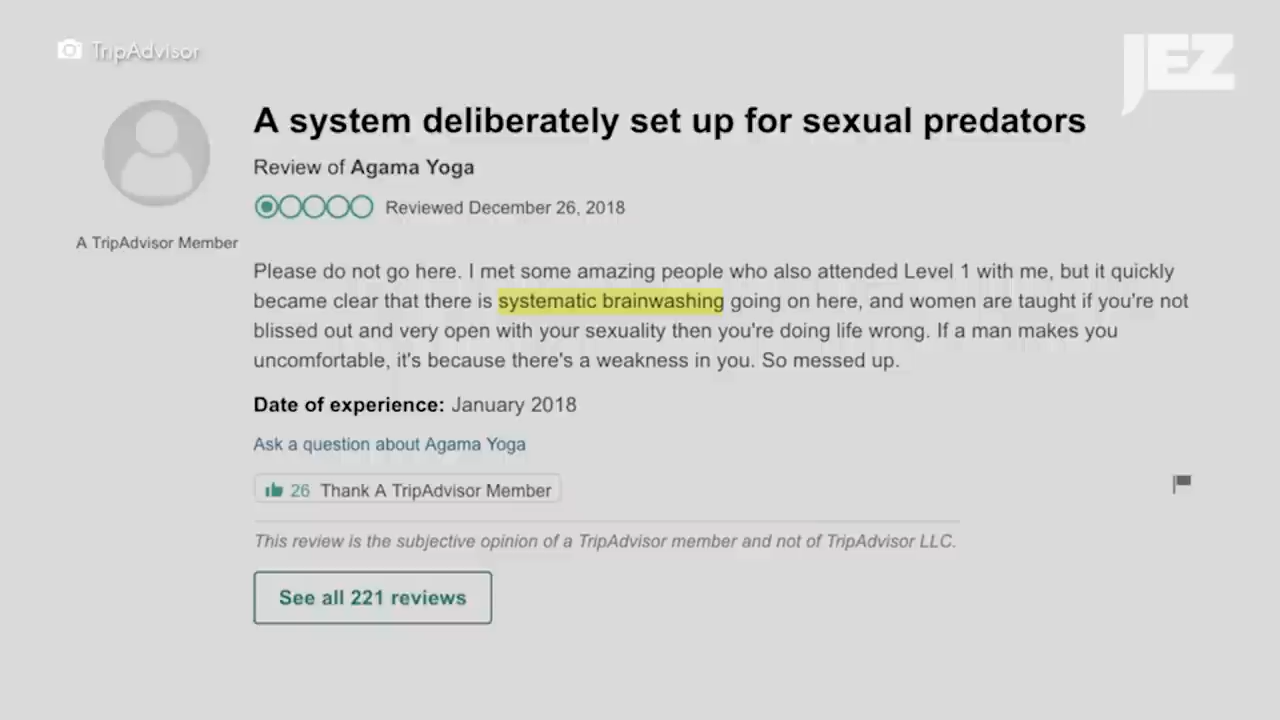 TripAdvisor
JEZ
A system deliberately set up for sexual predators
Review of Agama Yoga
Reviewed December 26, 2018
A TripAdvisor Member
Please do not go here. I met some amazing people who also attended Level 1 with me, but it quickly
became clear that there is systematic brainwashing going on here, and women are taught if you're not
blissed out and very open with your sexuality then you're doing life wrong. If a man makes you
uncomfortable, it's because there's a weakness in you. So messed up.
Date of experience: January 2018
Ask a question about Agama Yoga
26 Thank A TripAdvisor Member
This review is the subjective opinion of a TripAdvisor member and not of TripAdvisor LLC.
See all 221 reviews